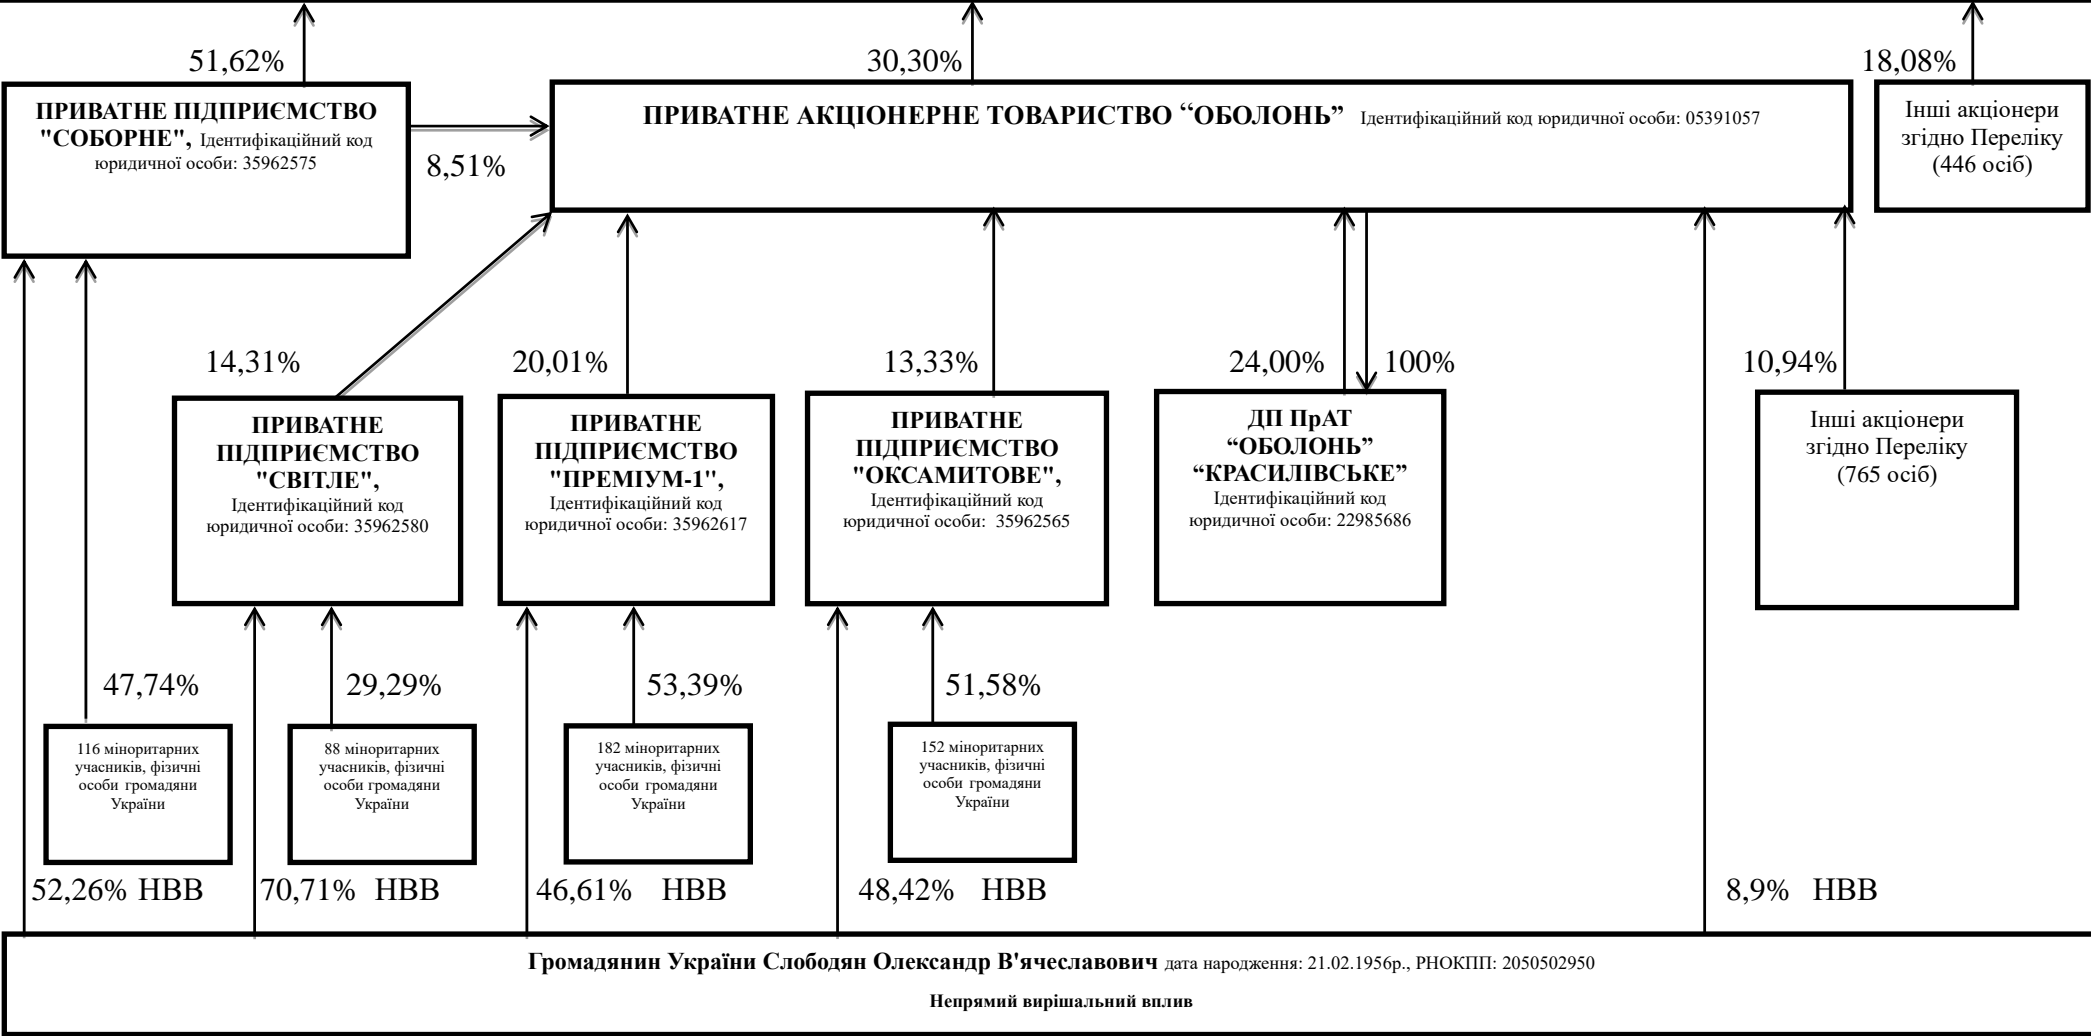 51,62%
30,30%
18,08%
ПРИВАТНЕ ПІДПРИЄМСТВО
"СОБОРНЕ", Ідентифікаційний код
юридичної особи: 35962575
8,51%
ПРИВАТНЕ АКЦІОНЕРНЕ ТОВАРИСТВО “ОБОЛОНЬ” Ідентифікаційний код юридичної особи: 05391057
Інші акціонери
згідно Переліку
(446 осіб)
14,31%
20,01%
13,33%
24,00%
100%
10,94%
ПРИВАТНЕ
ПІДПРИЄМСТВО
"СВІТЛЕ",
Ідентифікаційний код
юридичної особи: 35962580
ПРИВАТНЕ
ПІДПРИЄМСТВО
"ПРЕМІУМ-1",
Ідентифікаційний код
юридичної особи: 35962617
ПРИВАТНЕ
ПІДПРИЄМСТВО
"ОКСАМИТОВЕ",
Ідентифікаційний код
юридичної особи: 35962565
ДП ПрАТ
“ОБОЛОНЬ”
“КРАСИЛІВСЬКЕ”
Ідентифікаційний код
юридичної особи: 22985686
Інші акціонери
згідно Переліку
(765 осіб)
47,74%
29,29%
53,39%
51,58%
116 міноритарних
учасників, фізичні
особи громадяни
України
88 міноритарних
учасників, фізичні
особи громадяни
України
182 міноритарних
учасників, фізичні
особи громадяни
України
152 міноритарних
учасників, фізичні
особи громадяни
України
52,26% НВВ
70,71% НВВ
46,61% НВВ
48,42% НВВ
8,9% НВВ
Громадянин України Слободян Олександр В'ячеславович дата народження: 21.02.1956р., РНОКПП: 2050502950
Непрямий вирішальний вплив